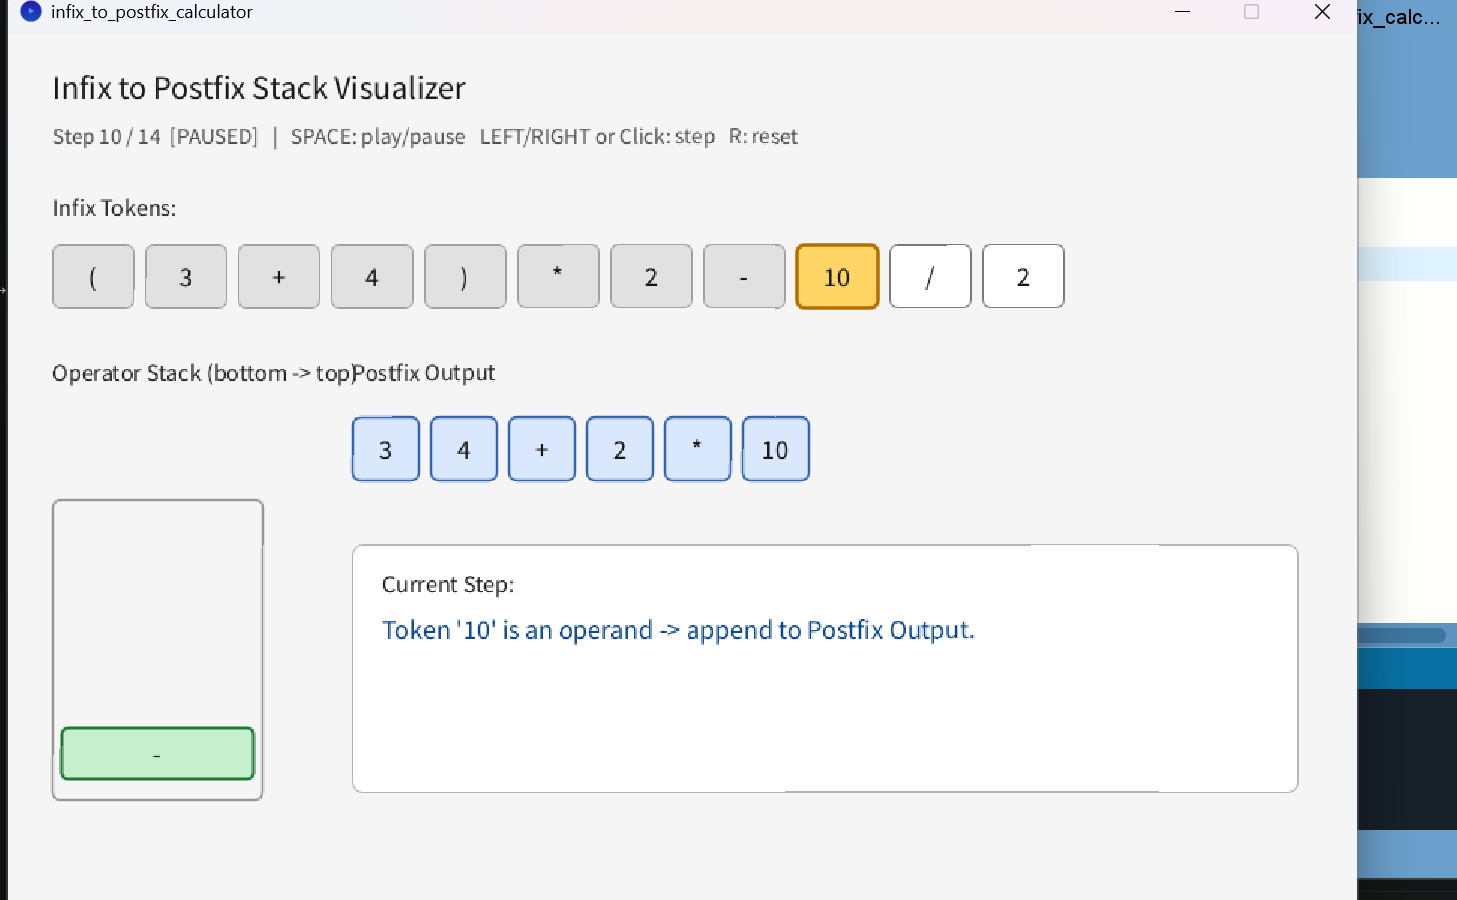 infix_to_postfix_calculator
ix_calc...
Infix to Postfix Stack Visualizer
Step 10 / 14 [PAUSED] | SPACE: play/pause LEFT/RIGHT or Click: step R: reset
Infix Tokens:
( 3 + 4 ) * 2 - 10 / 2
Operator Stack (bottom -> top)Postfix Output
3 4 + 2 * 10
Current Step:
Token '10' is an operand -> append to Postfix Output.
-